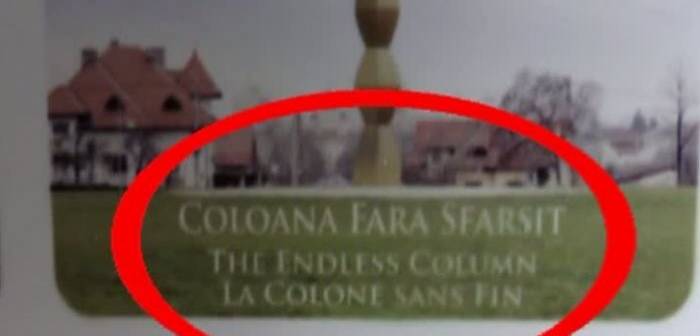 COLOANA FARA SFARSIT
THE ENDLESS COLUMN
LA COLONE SANS FIN